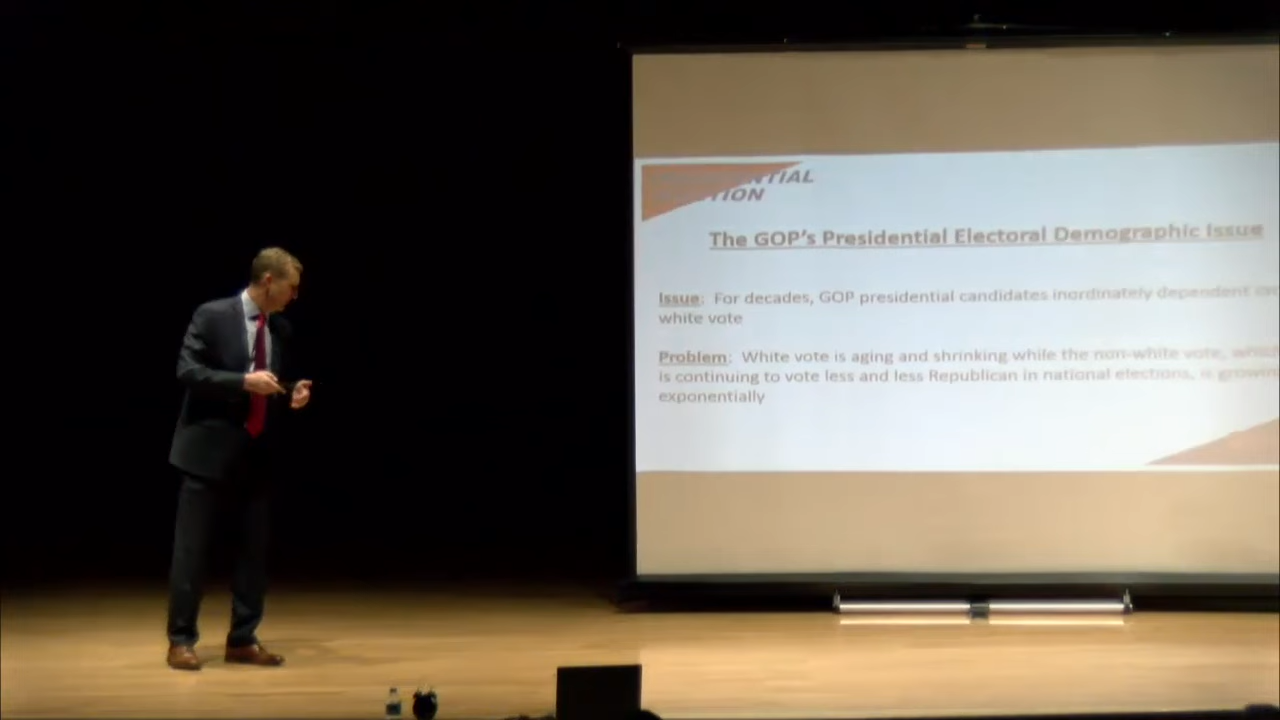 NTIAL
TION
The GOP's Presidential Electoral Demographic Issue
Issue: For decades, GOP presidential candidates inordinately dependent on
white vote
Problem: White vote is aging and shrinking while the non-white vote, which
is continuing to vote less and less Republican in national elections, is growin
exponentially